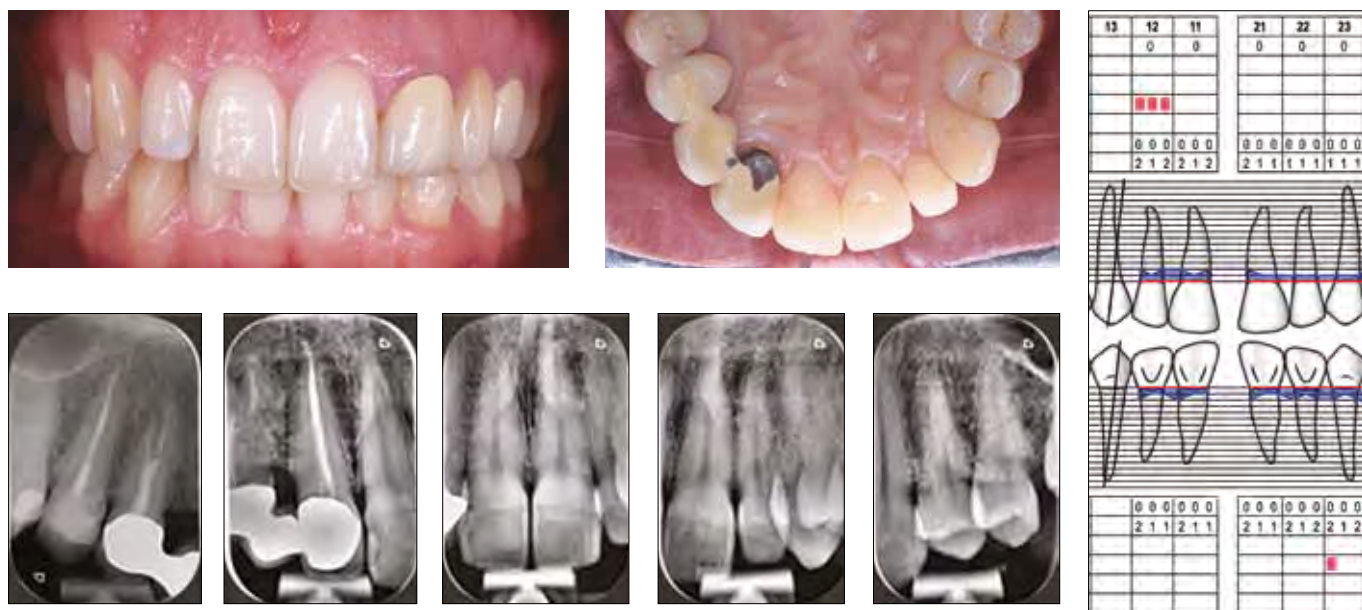 13 12 11 21 22 23
0 0 0 0 0
0 0 0 0 0 0 0 0 0 0 0 0 0 0 0
2 1 2 2 1 2 2 1 1 1 1 1 1 1 1
0 0 0 0 0 0 0 0 0 0 0 0 0 0 0
2 1 1 2 1 1 2 1 1 2 1 2 2 1 2